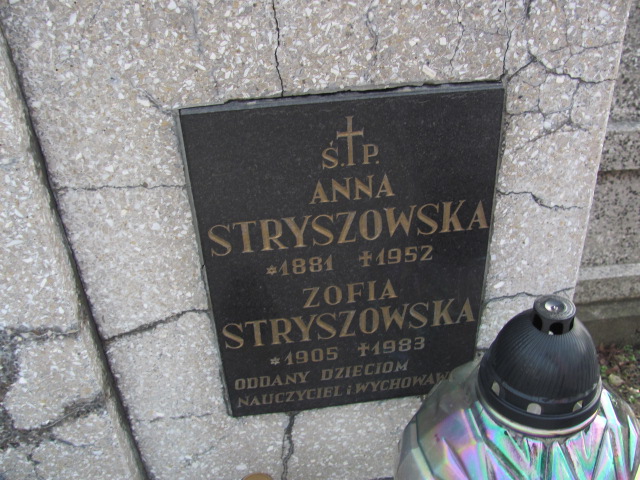 Ś.†P.
ANNA
STRYSZOWSKA
*1881 †1952
ZOFIA
STRYSZOWSKA
*1905 †1983
ODDANY DZIECIOM
NAUCZYCIEL i